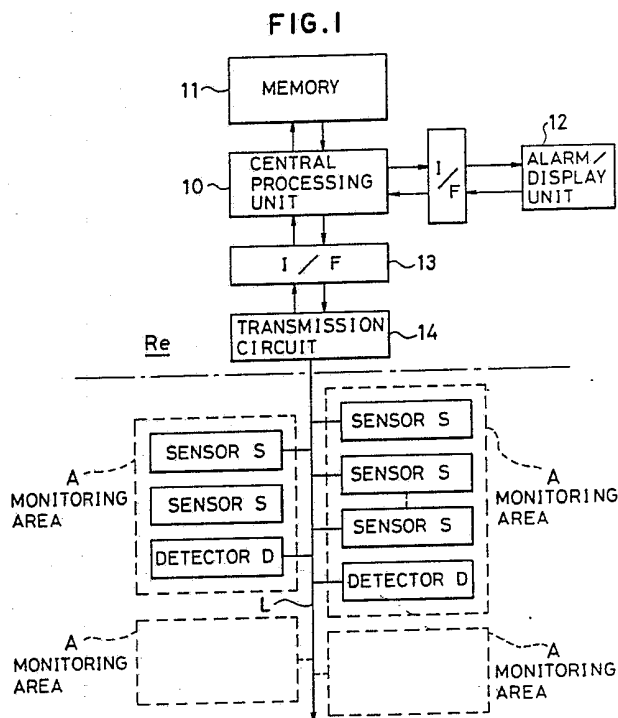 FIG.1
11
MEMORY
10
CENTRAL
PROCESSING
UNIT
I/F
12
ALARM/
DISPLAY
UNIT
I/F
13
TRANSMISSION
CIRCUIT
14
Re
A
MONITORING
AREA
SENSOR S
SENSOR S
DETECTOR D
SENSOR S
SENSOR S
SENSOR S
DETECTOR D
A
MONITORING
AREA
L
A
MONITORING
AREA
A
MONITORING
AREA